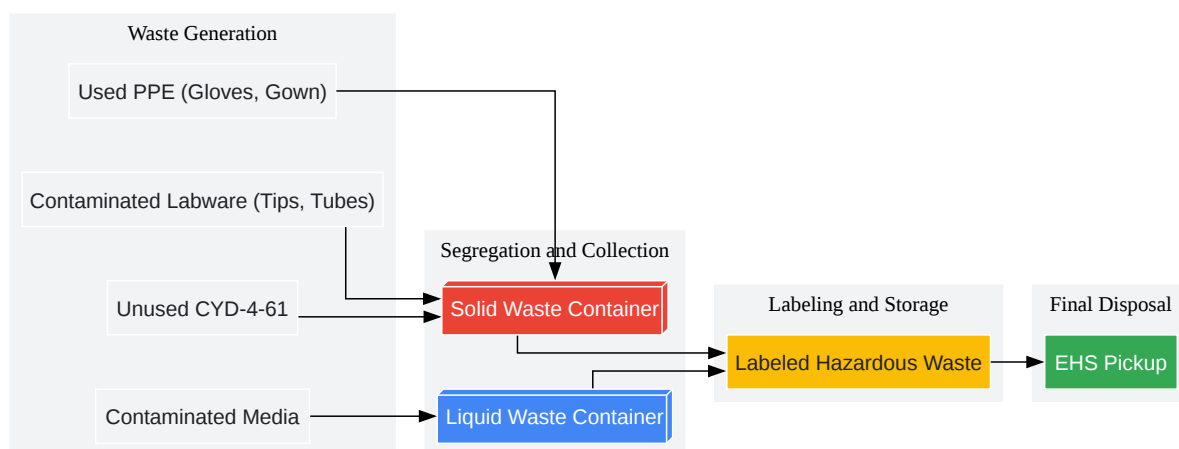 Waste Generation
Used PPE (Gloves, Gown)
Contaminated Labware (Tips, Tubes)
Unused CYD-4-61
Contaminated Media
Segregation and Collection
Solid Waste Container
Liquid Waste Container
Labeling and Storage
Labeled Hazardous Waste
Final Disposal
EHS Pickup